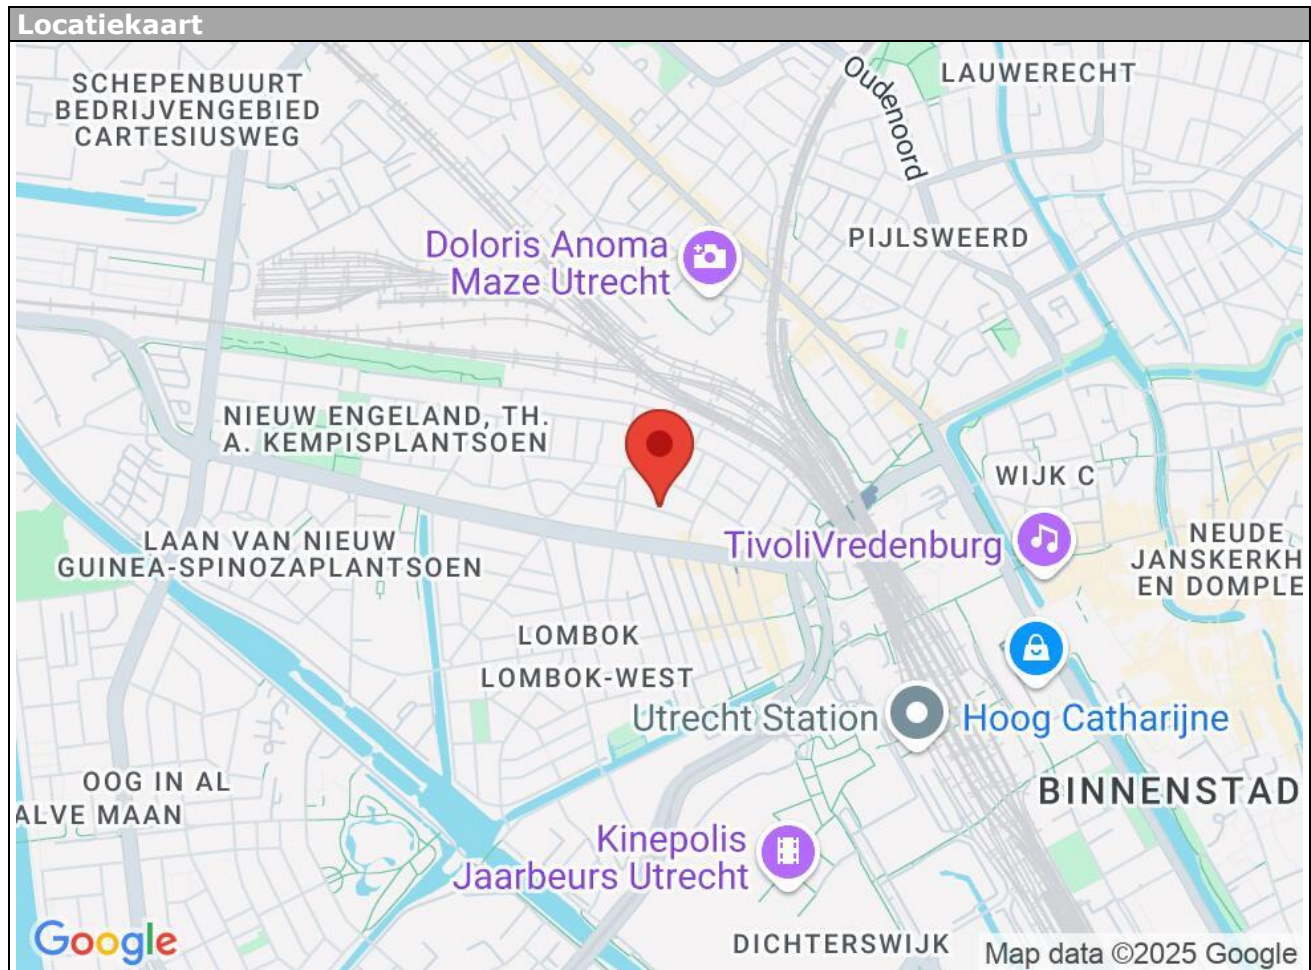 Locatiekaart
SCHEPENBUURT
BEDRIJVENGEBIED
CARTESIUSWEG
Oudenoord
LAUWERECHT
PIJLSWEERD
Doloris Anoma
Maze Utrecht
NIEUW ENGELAND, TH.
A. KEMPISPLANTSOEN
WIJK C
LAAN VAN NIEUW
GUINEA-SPINOZAPLANTSOEN
TivoliVredenburg
NEUDE
JANSKERKH
EN DOMPLE
LOMBOK
LOMBOK-WEST
Utrecht Station
Hoog Catharijne
OOG IN AL
ALVE MAAN
BINNENSTAD
Kinepolis
Jaarbeurs Utrecht
DICHTERSWIJK
Google
Map data ©2025 Google